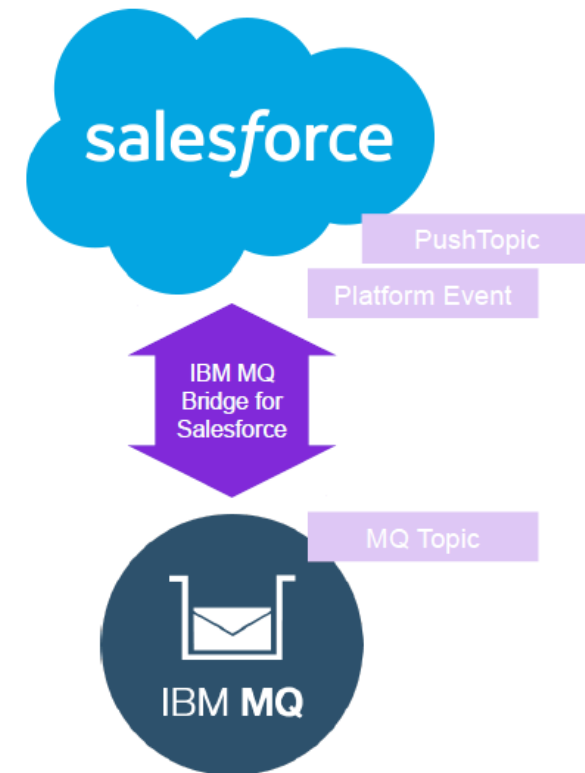 salesforce
PushTopic
Platform Event
IBM MQ
Bridge for
Salesforce
MQ Topic
IBM MQ